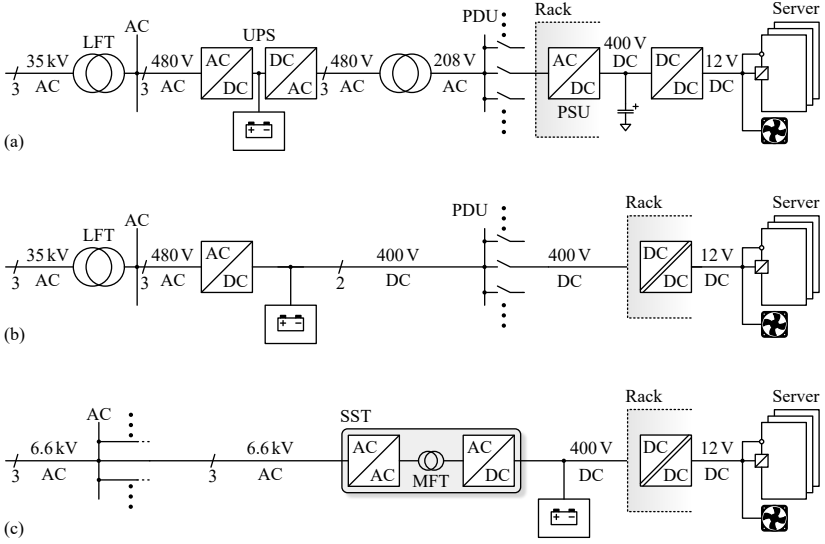 AC UPS PDU Rack Server
35 kV LFT 480 V AC DC DC AC 480 V 208 V AC DC 400 V DC DC DC 12 V
3 AC 3 AC 3 AC AC PSU DC
(a)
AC PDU Rack Server
35 kV LFT 480 V AC DC 400 V 400 V DC DC 12 V
3 AC 3 AC 2 DC DC DC
(b)
AC SST Rack Server
6.6 kV 6.6 kV AC AC MFT AC DC 400 V DC DC 12 V
3 AC 3 AC DC DC
(c)